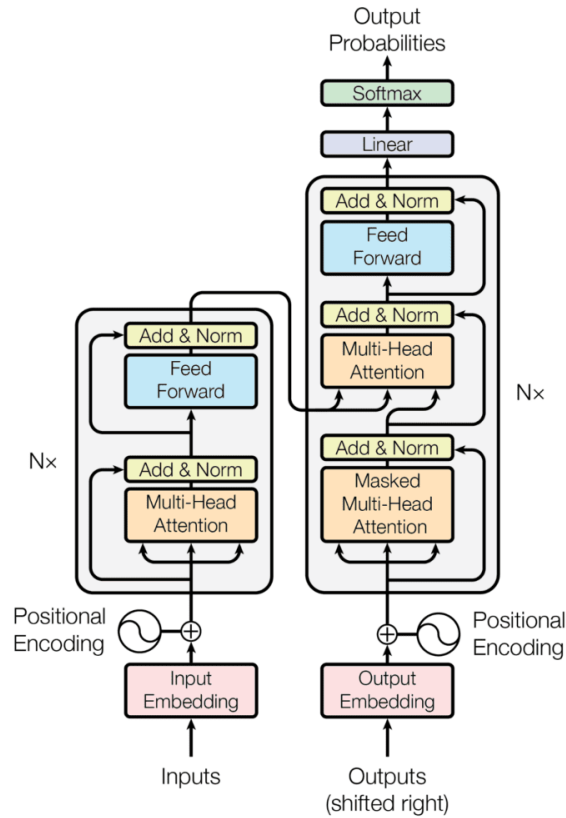 Output
Probabilities
Softmax
Linear
Add & Norm
Feed
Forward
Add & Norm
Multi-Head
Attention
Add & Norm
Masked
Multi-Head
Attention
N×
Positional
Encoding
Output
Embedding
Outputs
(shifted right)
Add & Norm
Feed
Forward
Add & Norm
Multi-Head
Attention
N×
Positional
Encoding
Input
Embedding
Inputs